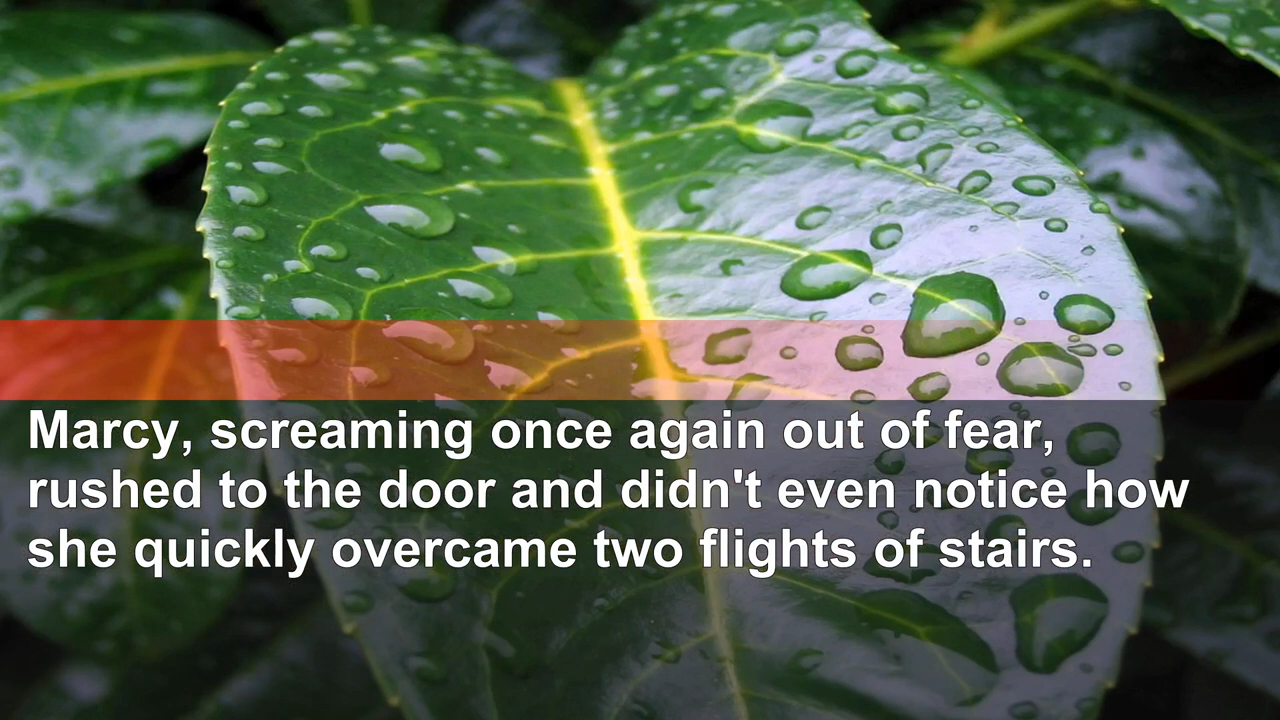 Marcy, screaming once again out of fear,
rushed to the door and didn't even notice how
she quickly overcame two flights of stairs.